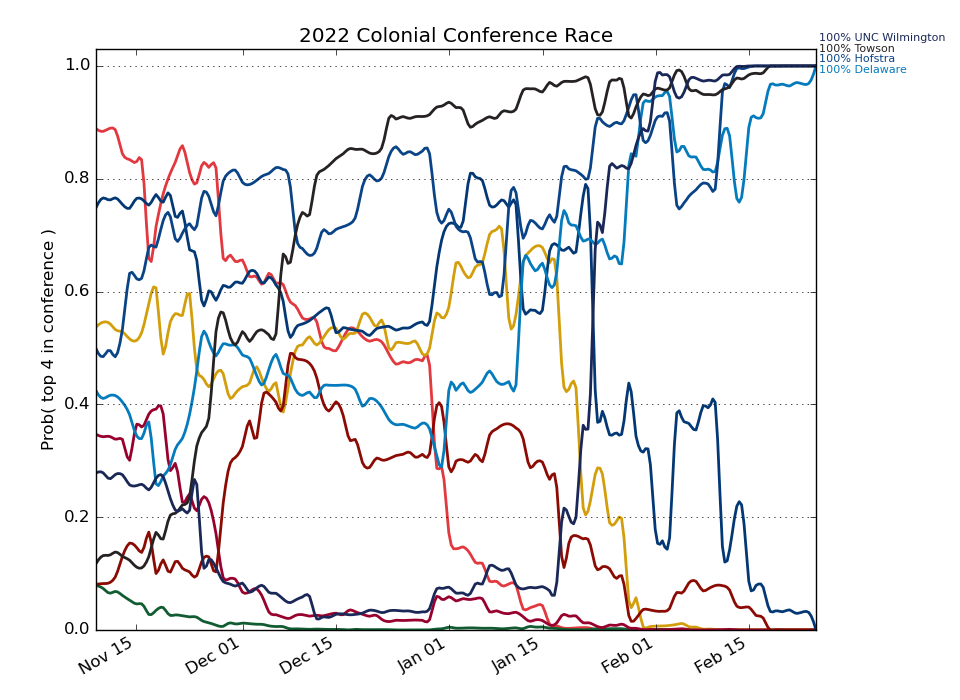 2022 Colonial Conference Race
100% UNC Wilmington
100% Towson
100% Hofstra
100% Delaware
Prob( top 4 in conference )
1.0
0.8
0.6
0.4
0.2
0.0
Nov 15
Dec 01
Dec 15
Jan 01
Jan 15
Feb 01
Feb 15